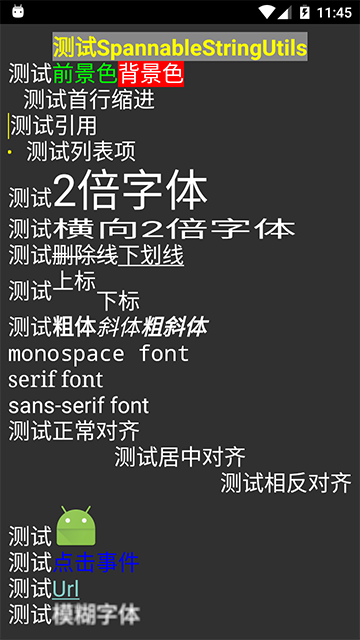 11:45
测试SpannableStringUtils
测试前景色背景色
测试首行缩进
测试引用
测试列表项
测试2倍字体
测试横向2倍字体
测试删除线下划线
测试上标下标
测试粗体斜体粗斜体
monospace font
serif font
sans-serif font
测试正常对齐
测试居中对齐
测试相反对齐
测试
测试点击事件
测试Url
测试模糊字体